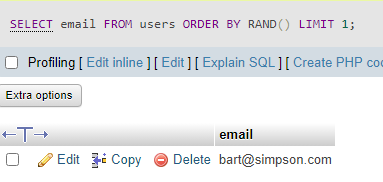 SELECT email FROM users ORDER BY RAND() LIMIT 1;
Profiling [ Edit inline ] [ Edit ] [ Explain SQL ] [ Create PHP co
Extra options
email
Edit Copy Delete bart@simpson.com